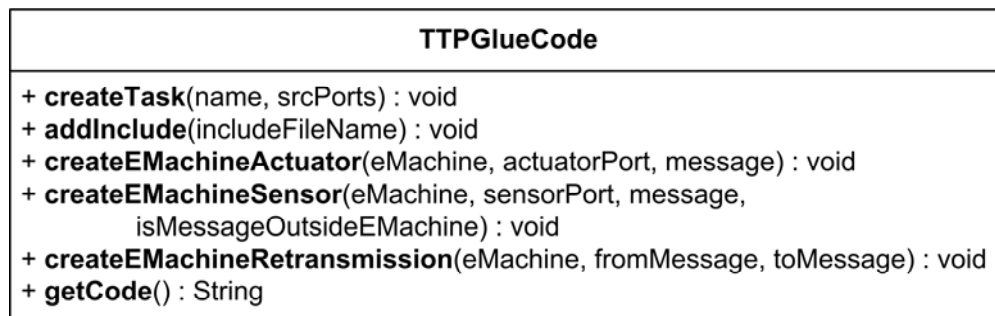 TTPGlueCode
+ createTask(name, srcPorts) : void
+ addInclude(includeFileName) : void
+ createEMachineActuator(eMachine, actuatorPort, message) : void
+ createEMachineSensor(eMachine, sensorPort, message,
isMessageOutsideEMachine) : void
+ createEMachineRetransmission(eMachine, fromMessage, toMessage) : void
+ getCode() : String